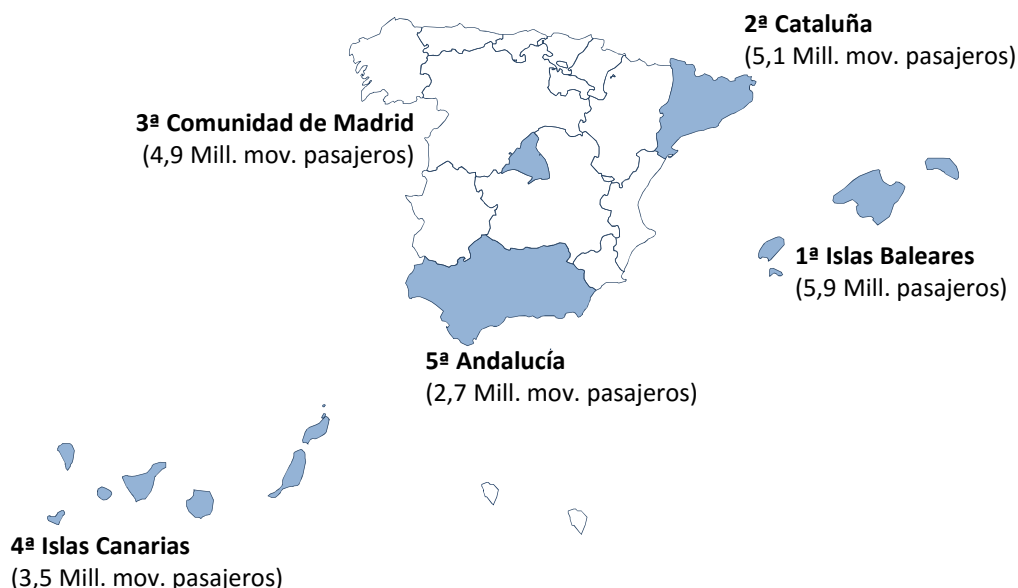 2ª Cataluña
(5,1 Mill. mov. pasajeros)
3ª Comunidad de Madrid
(4,9 Mill. mov. pasajeros)
1ª Islas Baleares
(5,9 Mill. pasajeros)
5ª Andalucía
(2,7 Mill. mov. pasajeros)
4ª Islas Canarias
(3,5 Mill. mov. pasajeros)